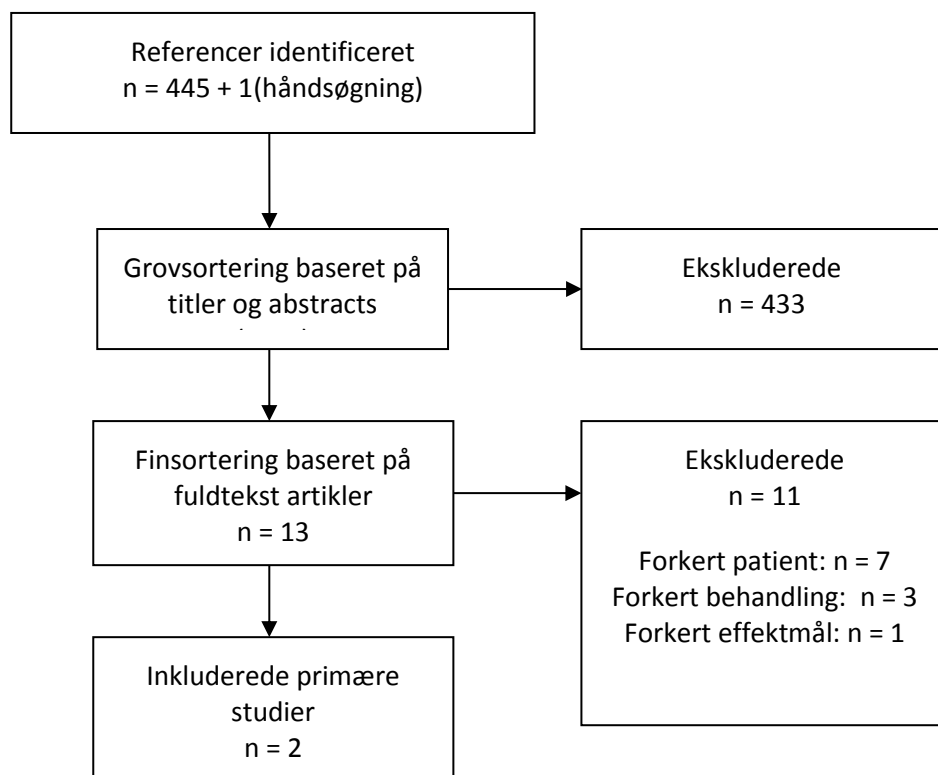 Referencer identificeret
n = 445 + 1(håndsøgning)
Grovsortering baseret på
titler og abstracts
Ekskluderede
n = 433
Finsortering baseret på
fuldtekst artikler
n = 13
Ekskluderede
n = 11
Forkert patient: n = 7
Forkert behandling:  n = 3
Forkert effektmål: n = 1
Inkluderede primære
studier
n = 2